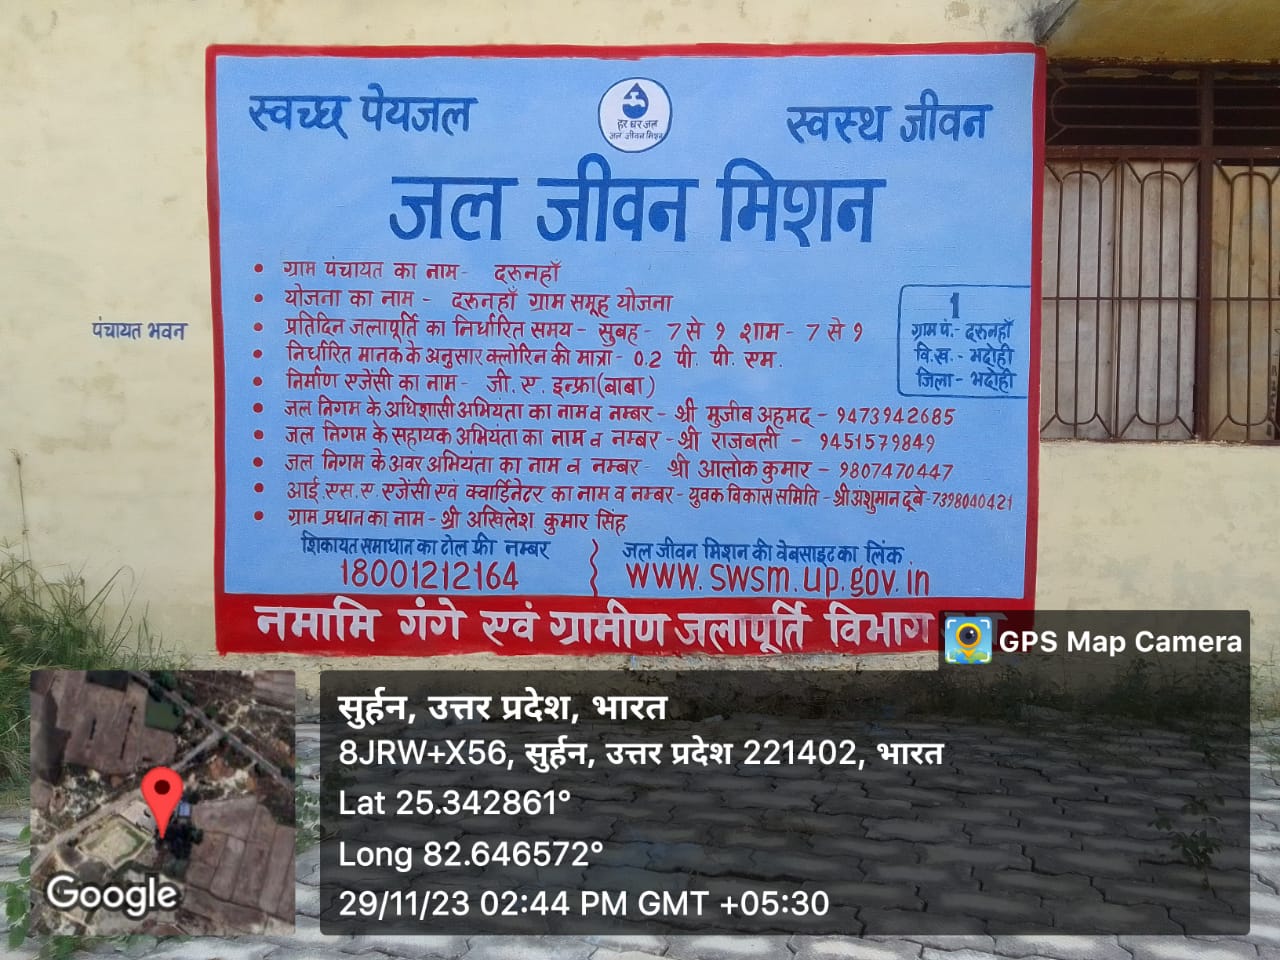 स्वच्छ पेयजल
हर घर जल
जल जीवन मिशन
स्वस्थ जीवन
जल जीवन मिशन
• ग्राम पंचायत का नाम- दरूनहाँ
• योजना का नाम - दरूनहाँ ग्राम समूह योजना
• प्रतिदिन जलापूर्ति का निर्धारित समय - सुबह - 7 से 9 शाम - 7 से 9
• निर्धारित मानक के अनुसार क्लोरिन की मात्रा - 0.2 पी. पी. एम.
• निर्माण एजेंसी का नाम - जी. ए. इन्फ्रा (बाबा)
• जल निगम के अधिशासी अभियंता का नाम व नम्बर - श्री मुजीब अहमद - 9473942685
• जल निगम के सहायक अभियंता का नाम व नम्बर - श्री राजबली - 9451579849
• जल निगम के अवर अभियंता का नाम व नम्बर - श्री आलोक कुमार - 9807470447
• आई.एस.ए. एजेंसी एवं क्वार्डिनेटर का नाम व नम्बर - युवक विकास समिति - श्री अंशुमान दूबे - 7398040421
• ग्राम प्रधान का नाम - श्री अखिलेश कुमार सिंह
1
ग्राम पं.- दरूनहाँ
वि.ख. - भदोही
जिला - भदोही
पंचायत भवन
शिकायत समाधान का टोल फ्री नम्बर
18001212164
जल जीवन मिशन की वेबसाइट का लिंक
www.swsm.up.gov.in
नमामि गंगे एवं ग्रामीण जलापूर्ति विभाग
GPS Map Camera
सुर्हन, उत्तर प्रदेश, भारत
8JRW+X56, सुर्हन, उत्तर प्रदेश 221402, भारत
Lat 25.342861°
Long 82.646572°
29/11/23 02:44 PM GMT +05:30
Google